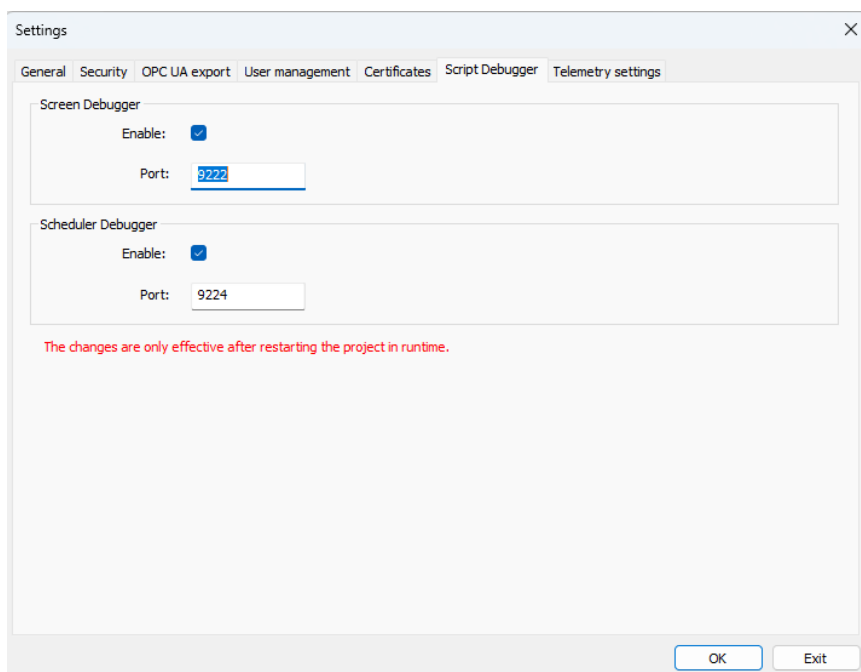 Settings
General Security OPC UA export User management Certificates Script Debugger Telemetry settings
Screen Debugger
Enable:
Port: 9222
Scheduler Debugger
Enable:
Port: 9224
The changes are only effective after restarting the project in runtime.
OK Exit